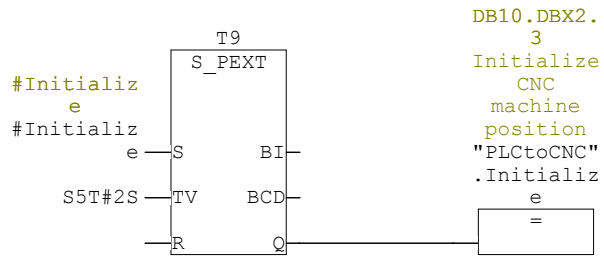 DB10.DBX2.
3
Initialize
CNC
machine
position
"PLCtoCNC"
.Initializ
e
=
T9
S_PEXT
#Initializ
e
#Initializ
e
S
BI
S5T#2S
TV
BCD
R
Q